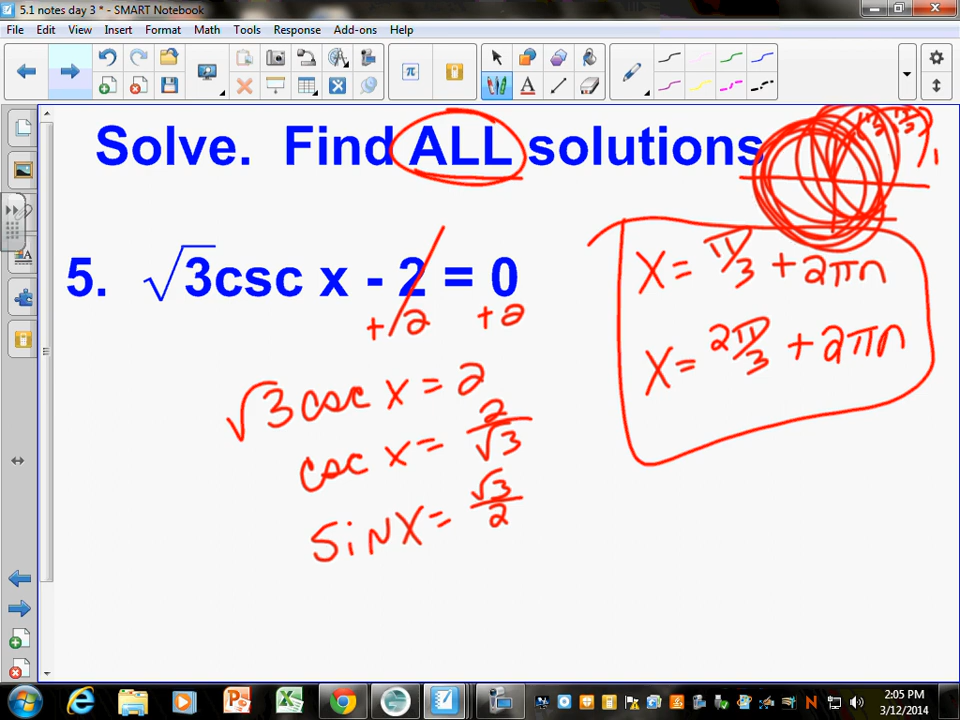 5.1 notes day 3 * - SMART Notebook
File Edit View Insert Format Math Tools Response Add-ons Help
Solve. Find ALL solutions
5. √3csc x - 2 = 0
+2 +2
√3 csc x = 2
csc x = 2/√3
sin x = √3/2
x = π/3 + 2πn
x = 2π/3 + 2πn
2:05 PM
3/12/2014